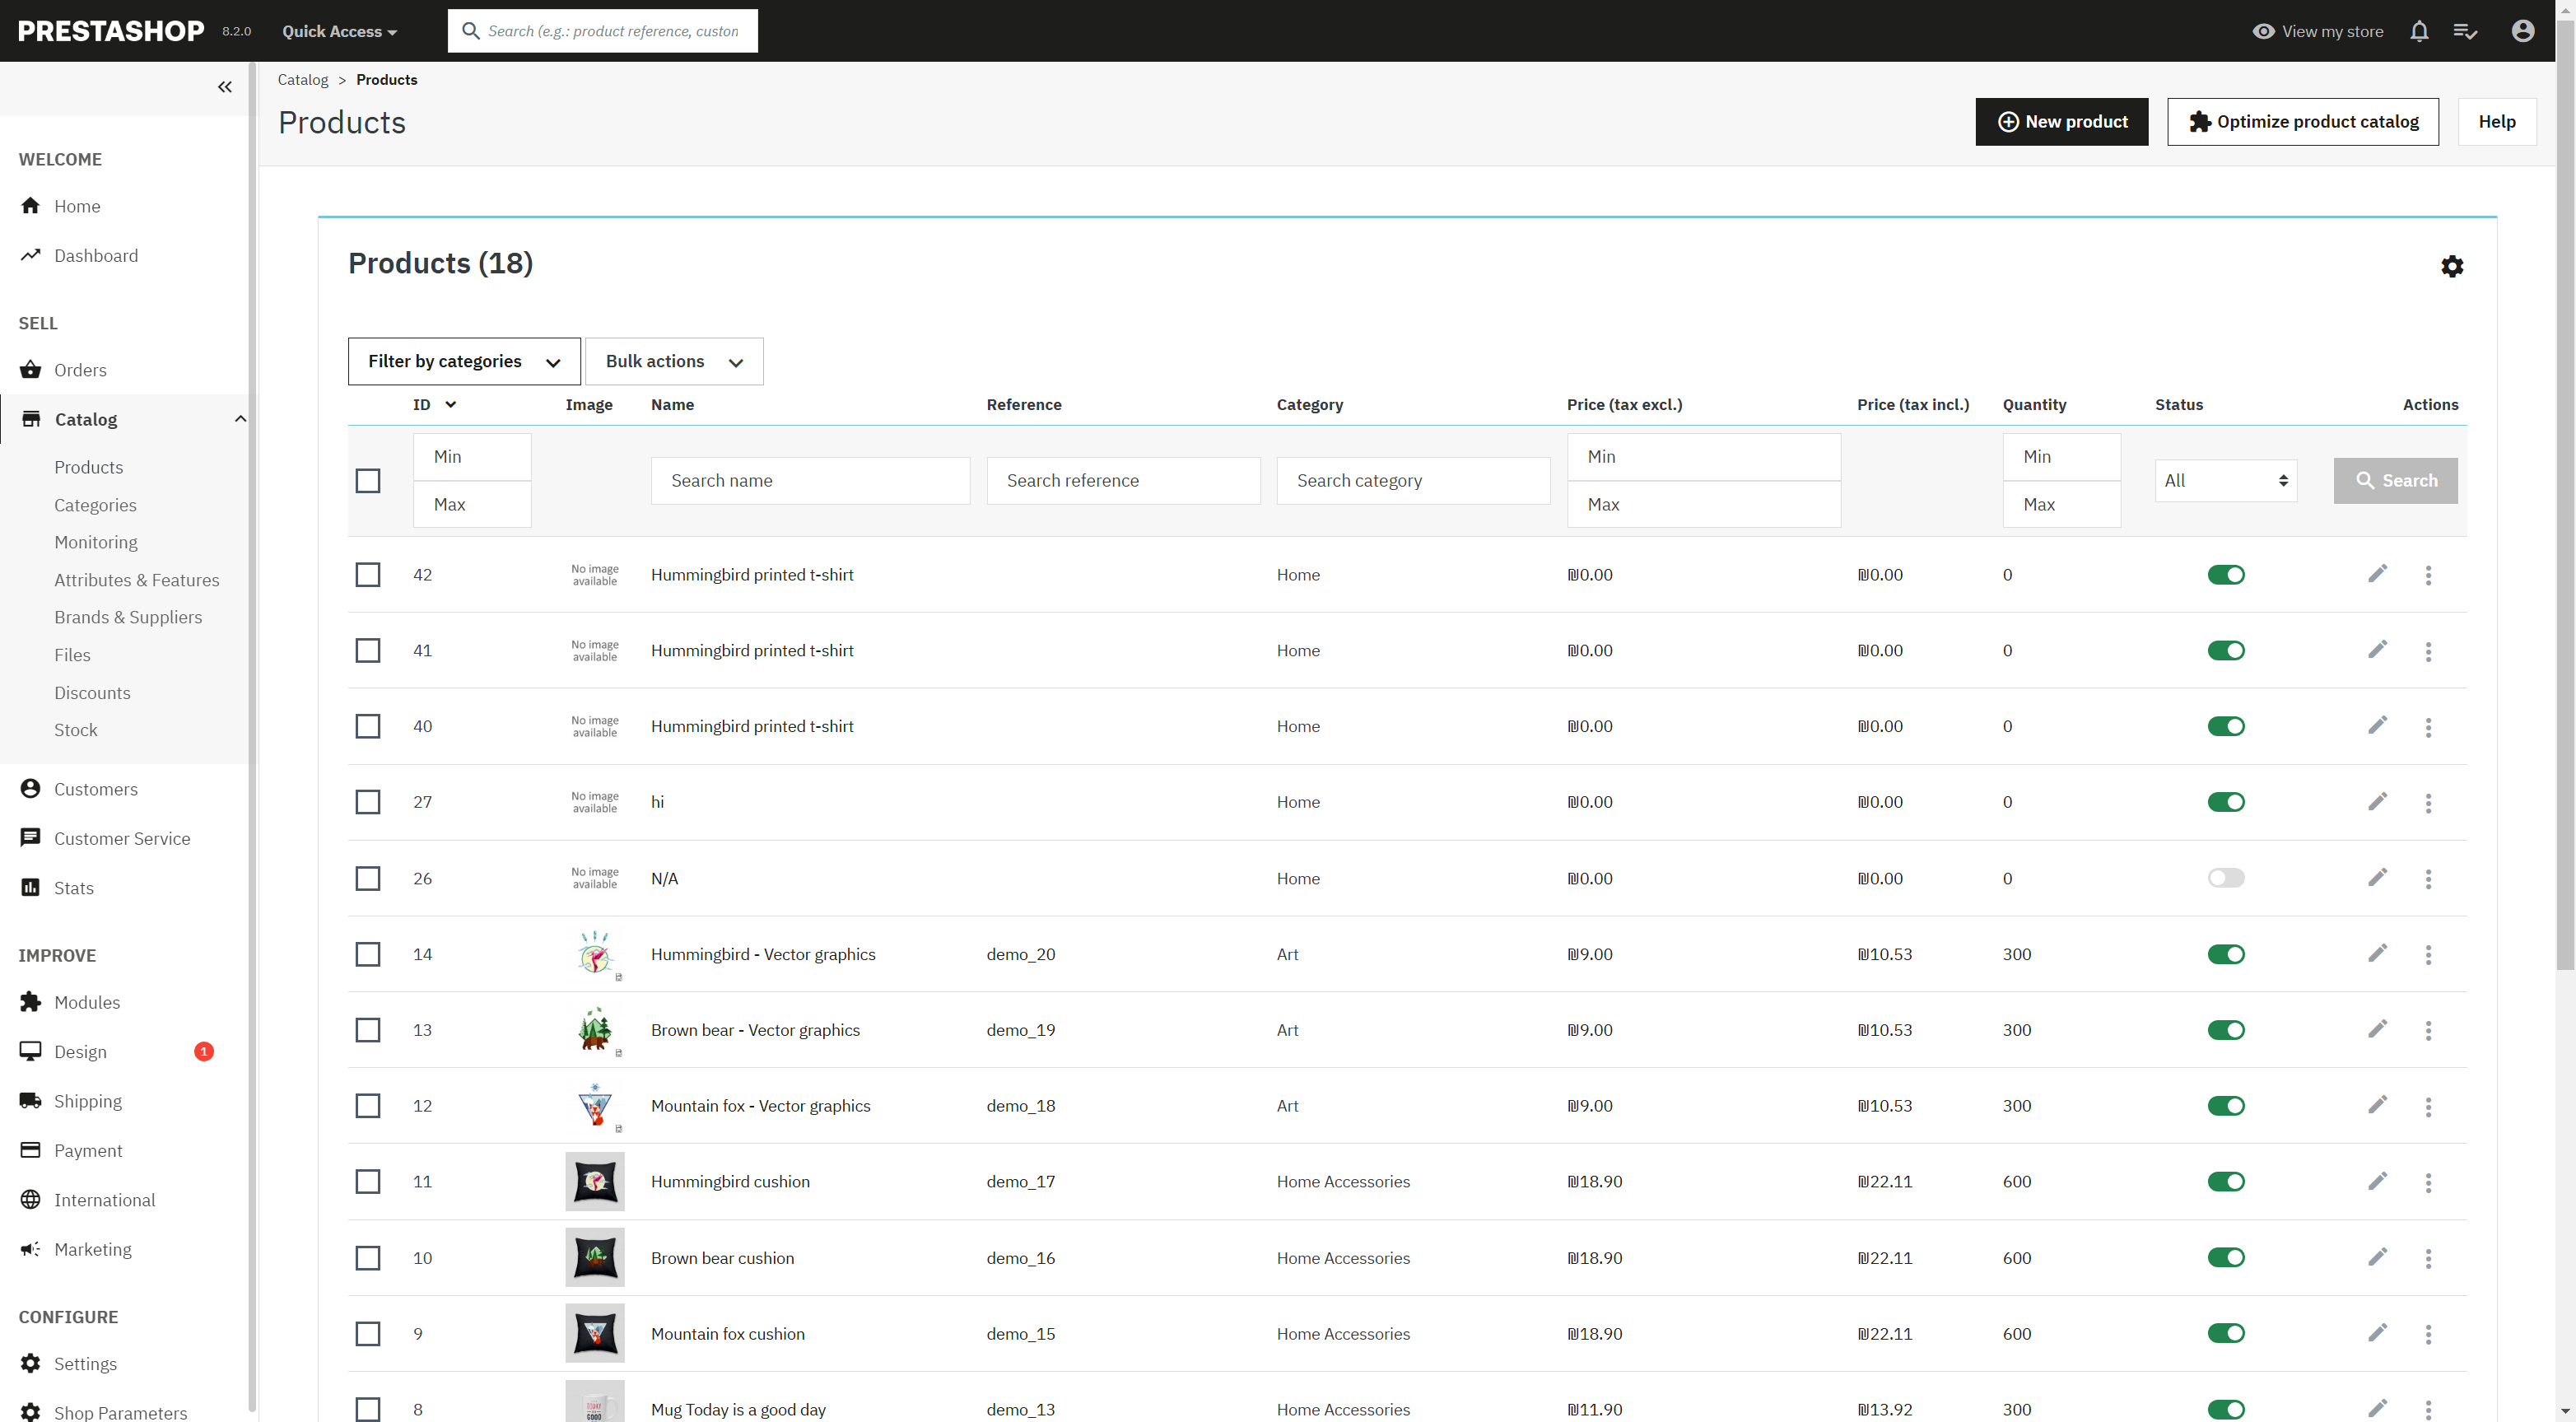 PRESTASHOP 8.2.0 Quick Access Search (e.g.: product reference, custon View my store
Catalog > Products
Products
New product Optimize product catalog Help
WELCOME
Home
Dashboard
SELL
Orders
Catalog
Products
Categories
Monitoring
Attributes & Features
Brands & Suppliers
Files
Discounts
Stock
Customers
Customer Service
Stats
IMPROVE
Modules
Design 1
Shipping
Payment
International
Marketing
CONFIGURE
Settings
Shop Parameters
Products (18)
Filter by categories Bulk actions
ID Image Name Reference Category Price (tax excl.) Price (tax incl.) Quantity Status Actions
Min Min Min
Search name Search reference Search category All Search
Max Max Max
42 No image available Hummingbird printed t-shirt Home ₪0.00 ₪0.00 0
41 No image available Hummingbird printed t-shirt Home ₪0.00 ₪0.00 0
40 No image available Hummingbird printed t-shirt Home ₪0.00 ₪0.00 0
27 No image available hi Home ₪0.00 ₪0.00 0
26 No image available N/A Home ₪0.00 ₪0.00 0
14 Hummingbird - Vector graphics demo_20 Art ₪9.00 ₪10.53 300
13 Brown bear - Vector graphics demo_19 Art ₪9.00 ₪10.53 300
12 Mountain fox - Vector graphics demo_18 Art ₪9.00 ₪10.53 300
11 Hummingbird cushion demo_17 Home Accessories ₪18.90 ₪22.11 600
10 Brown bear cushion demo_16 Home Accessories ₪18.90 ₪22.11 600
9 Mountain fox cushion demo_15 Home Accessories ₪18.90 ₪22.11 600
8 TODAY GOOD Mug Today is a good day demo_13 Home Accessories ₪11.90 ₪13.92 300